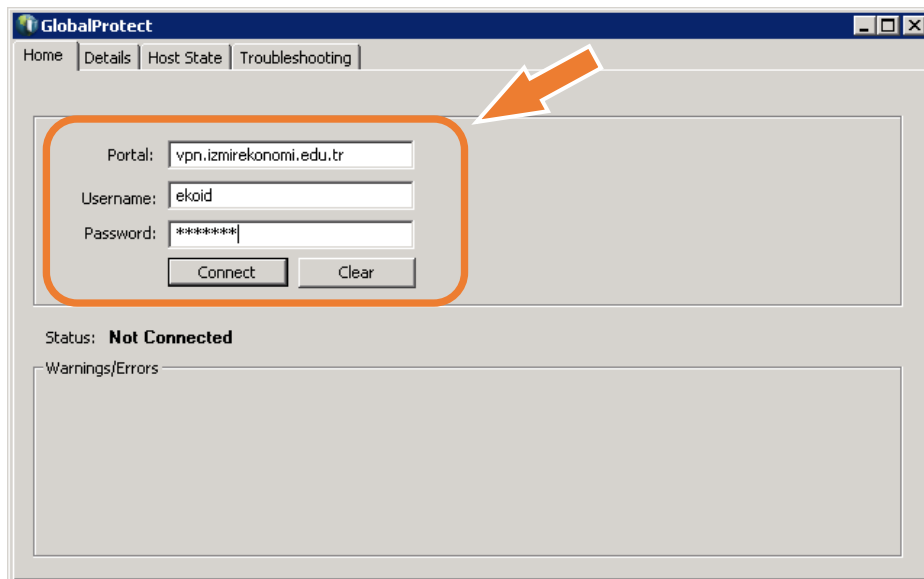 GlobalProtect
Home Details Host State Troubleshooting
Portal: vpn.izmirekonomi.edu.tr
Username: ekoid
Password: *******
Connect Clear
Status: Not Connected
Warnings/Errors